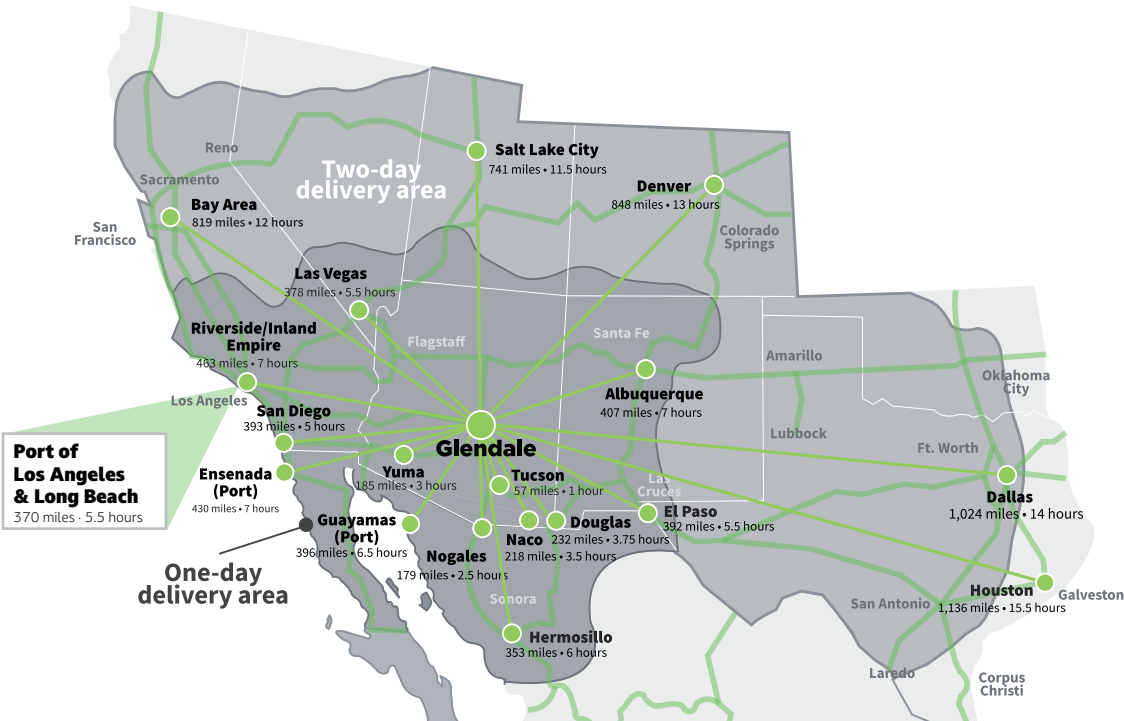 Reno
Two-day
delivery area
Salt Lake City
741 miles • 11.5 hours
Sacramento
Denver
848 miles • 13 hours
Bay Area
819 miles • 12 hours
San
Francisco
Colorado
Springs
Las Vegas
378 miles • 5.5 hours
Riverside/Inland
Empire
463 miles • 7 hours
Flagstaff
Santa Fe
Amarillo
Oklahoma
City
Los Angeles
Albuquerque
407 miles • 7 hours
San Diego
393 miles • 5 hours
Glendale
Lubbock
Ft. Worth
Port of
Los Angeles
& Long Beach
370 miles · 5.5 hours
Ensenada
(Port)
430 miles • 7 hours
Yuma
185 miles • 3 hours
Tucson
57 miles • 1 hour
Las
Cruces
Dallas
1,024 miles • 14 hours
Guayamas
(Port)
396 miles • 6.5 hours
Nogales
179 miles • 2.5 hours
Naco
218 miles • 3.5 hours
Douglas
232 miles • 3.75 hours
El Paso
392 miles • 5.5 hours
One-day
delivery area
Sonora
San Antonio
Houston
1,136 miles • 15.5 hours
Galveston
Hermosillo
353 miles • 6 hours
Laredo
Corpus
Christi